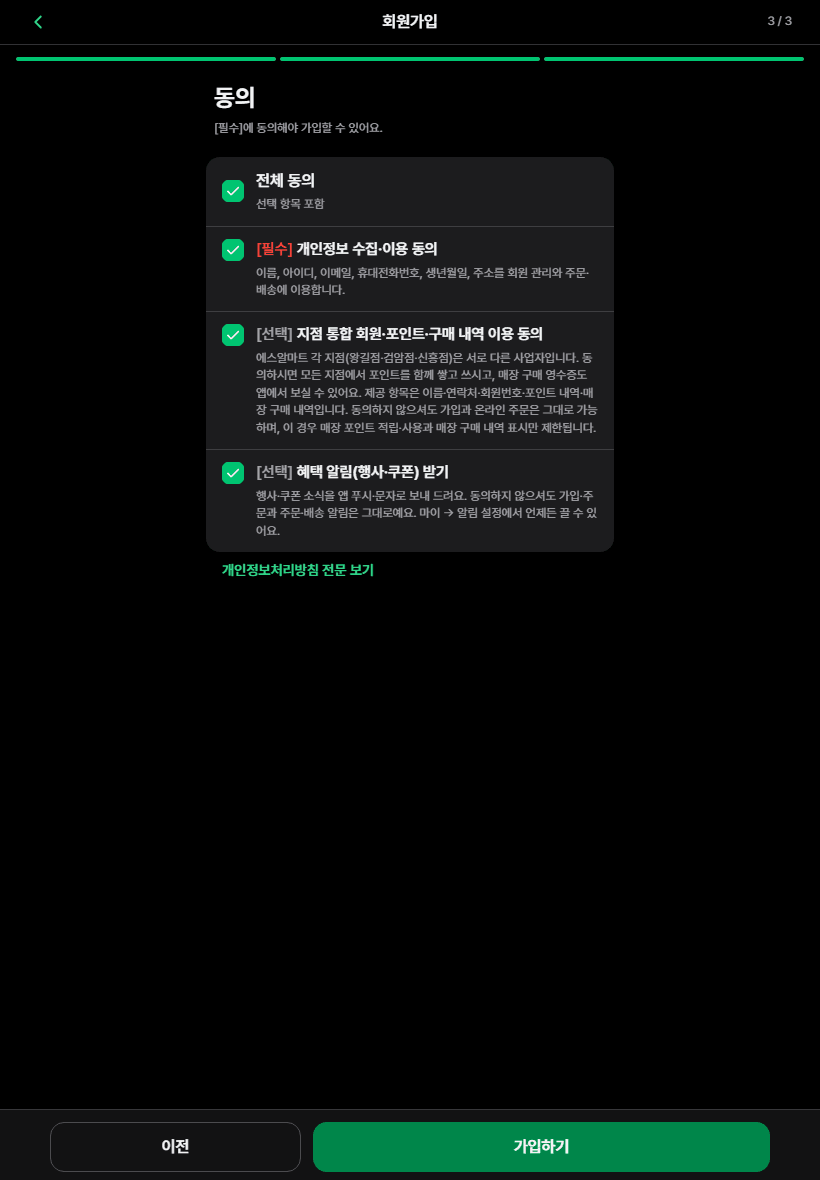 회원가입
3 / 3
동의
[필수]에 동의해야 가입할 수 있어요.
전체 동의
선택 항목 포함
[필수] 개인정보 수집·이용 동의
이름, 아이디, 이메일, 휴대전화번호, 생년월일, 주소를 회원 관리와 주문·
배송에 이용합니다.
[선택] 지점 통합 회원·포인트·구매 내역 이용 동의
에스알마트 각 지점(왕길점·검암점·신흥점)은 서로 다른 사업자입니다. 동
의하시면 모든 지점에서 포인트를 함께 쌓고 쓰시고, 매장 구매 영수증도
앱에서 보실 수 있어요. 제공 항목은 이름·연락처·회원번호·포인트 내역·매
장 구매 내역입니다. 동의하지 않으셔도 가입과 온라인 주문은 그대로 가능
하며, 이 경우 매장 포인트 적립·사용과 매장 구매 내역 표시만 제한됩니다.
[선택] 혜택 알림(행사·쿠폰) 받기
행사·쿠폰 소식을 앱 푸시·문자로 보내 드려요. 동의하지 않으셔도 가입·주
문과 주문·배송 알림은 그대로예요. 마이 → 알림 설정에서 언제든 끌 수 있
어요.
개인정보처리방침 전문 보기
이전
가입하기